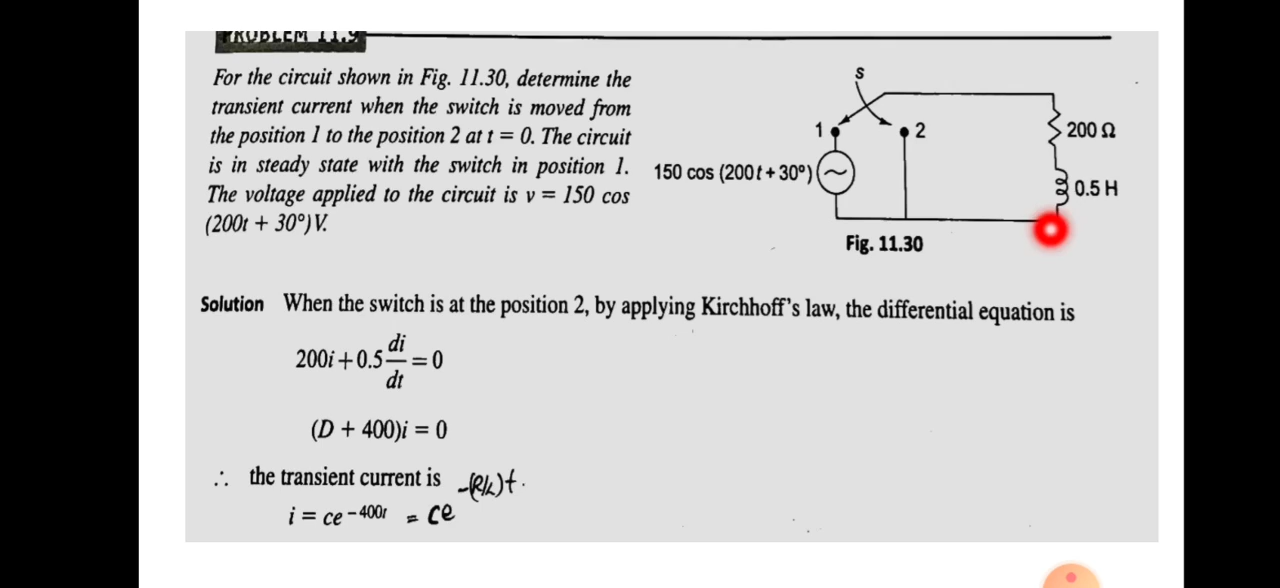 PROBLEM 11.9
For the circuit shown in Fig. 11.30, determine the
transient current when the switch is moved from
the position 1 to the position 2 at t = 0. The circuit
is in steady state with the switch in position 1.
The voltage applied to the circuit is v = 150 cos
(200t + 30°) V.
S
1
2
200 Ω
150 cos (200t + 30°)
0.5 H
Fig. 11.30
Solution When the switch is at the position 2, by applying Kirchhoff's law, the differential equation is
200i + 0.5 di/dt = 0
(D + 400)i = 0
∴ the transient current is
i = ce^{-400t} = ce^{-(R/L)t}.